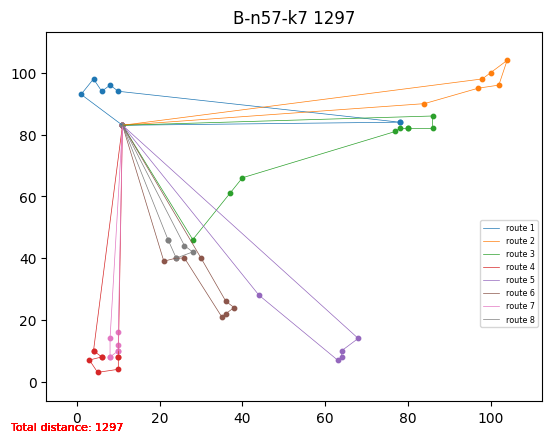 B-n57-k7 1297
100
80
60
40
20
0
0
20
40
60
80
100
route 1
route 2
route 3
route 4
route 5
route 6
route 7
route 8
Total distance: 1297